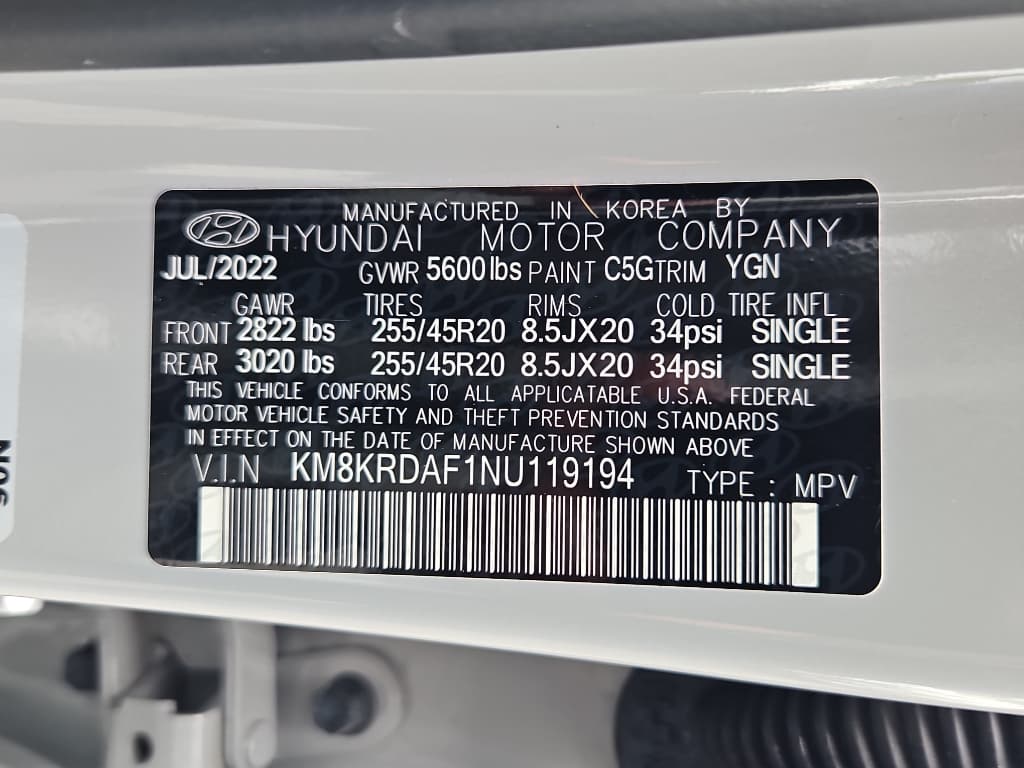 MANUFACTURED IN KOREA BY
HYUNDAI MOTOR COMPANY
JUL/2022 GVWR 5600 lbs PAINT C5G TRIM YGN
GAWR TIRES RIMS COLD TIRE INFL
FRONT 2822 lbs 255/45R20 8.5JX20 34psi SINGLE
REAR 3020 lbs 255/45R20 8.5JX20 34psi SINGLE
THIS VEHICLE CONFORMS TO ALL APPLICATABLE U.S.A. FEDERAL
MOTOR VEHICLE SAFETY AND THEFT PREVENTION STANDARDS
IN EFFECT ON THE DATE OF MANUFACTURE SHOWN ABOVE
V.I.N KM8KRDAF1NU119194 TYPE : MPV